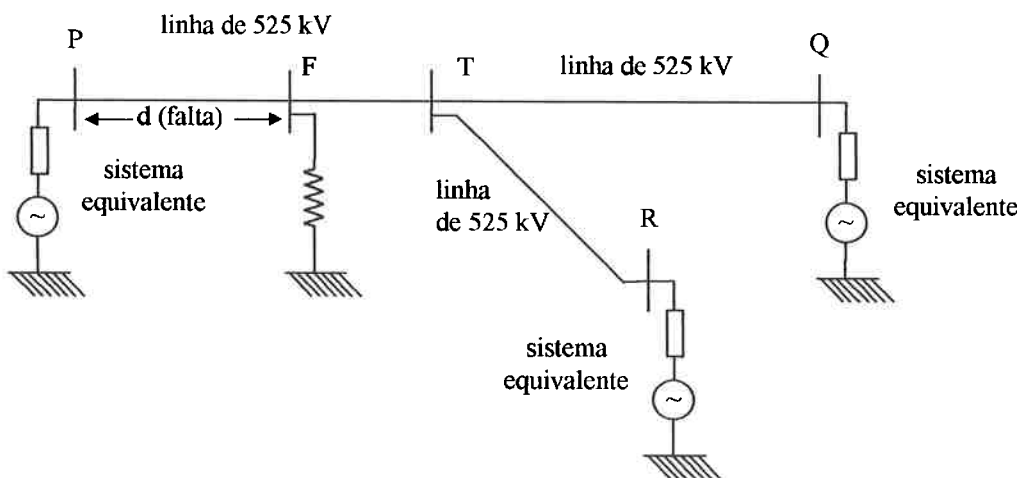 linha de 525 kV
P
F
T
linha de 525 kV
Q
d (falta)
sistema
equivalente
~
linha
de 525 kV
R
sistema
equivalente
~
sistema
equivalente
~